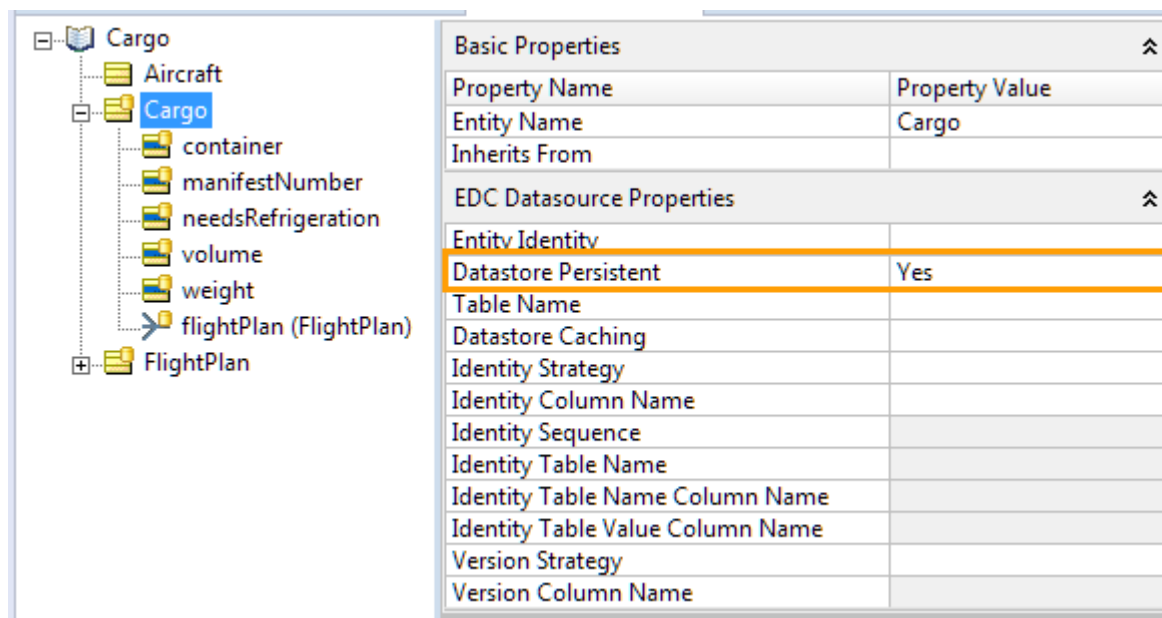 Cargo
Aircraft
Cargo
container
manifestNumber
needsRefrigeration
volume
weight
flightPlan (FlightPlan)
FlightPlan
Basic Properties
Property Name Property Value
Entity Name Cargo
Inherits From
EDC Datasource Properties
Entity Identity
Datastore Persistent Yes
Table Name
Datastore Caching
Identity Strategy
Identity Column Name
Identity Sequence
Identity Table Name
Identity Table Name Column Name
Identity Table Value Column Name
Version Strategy
Version Column Name